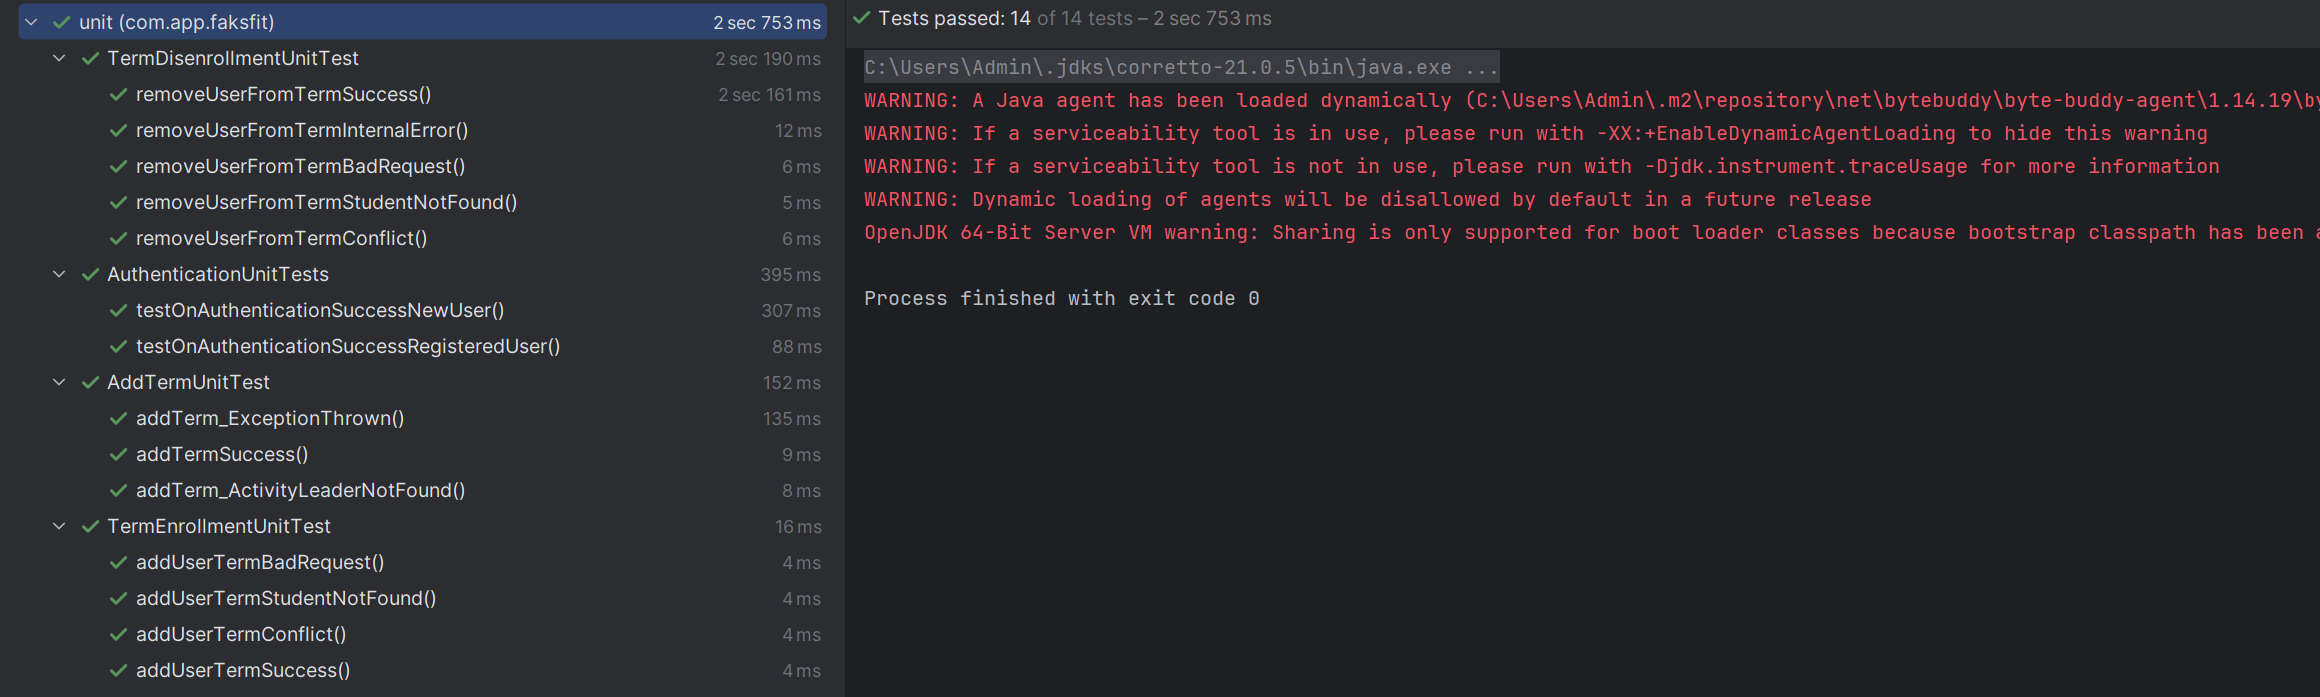 unit (com.app.faksfit) 2 sec 753 ms
TermDisenrollmentUnitTest 2 sec 190 ms
removeUserFromTermSuccess() 2 sec 161 ms
removeUserFromTermInternalError() 12 ms
removeUserFromTermBadRequest() 6 ms
removeUserFromTermStudentNotFound() 5 ms
removeUserFromTermConflict() 6 ms
AuthenticationUnitTests 395 ms
testOnAuthenticationSuccessNewUser() 307 ms
testOnAuthenticationSuccessRegisteredUser() 88 ms
AddTermUnitTest 152 ms
addTerm_ExceptionThrown() 135 ms
addTermSuccess() 9 ms
addTerm_ActivityLeaderNotFound() 8 ms
TermEnrollmentUnitTest 16 ms
addUserTermBadRequest() 4 ms
addUserTermStudentNotFound() 4 ms
addUserTermConflict() 4 ms
addUserTermSuccess() 4 ms
Tests passed: 14 of 14 tests – 2 sec 753 ms
C:\Users\Admin\.jdks\corretto-21.0.5\bin\java.exe ...
WARNING: A Java agent has been loaded dynamically (C:\Users\Admin\.m2\repository\net\bytebuddy\byte-buddy-agent\1.14.19\by
WARNING: If a serviceability tool is in use, please run with -XX:+EnableDynamicAgentLoading to hide this warning
WARNING: If a serviceability tool is not in use, please run with -Djdk.instrument.traceUsage for more information
WARNING: Dynamic loading of agents will be disallowed by default in a future release
OpenJDK 64-Bit Server VM warning: Sharing is only supported for boot loader classes because bootstrap classpath has been a
Process finished with exit code 0